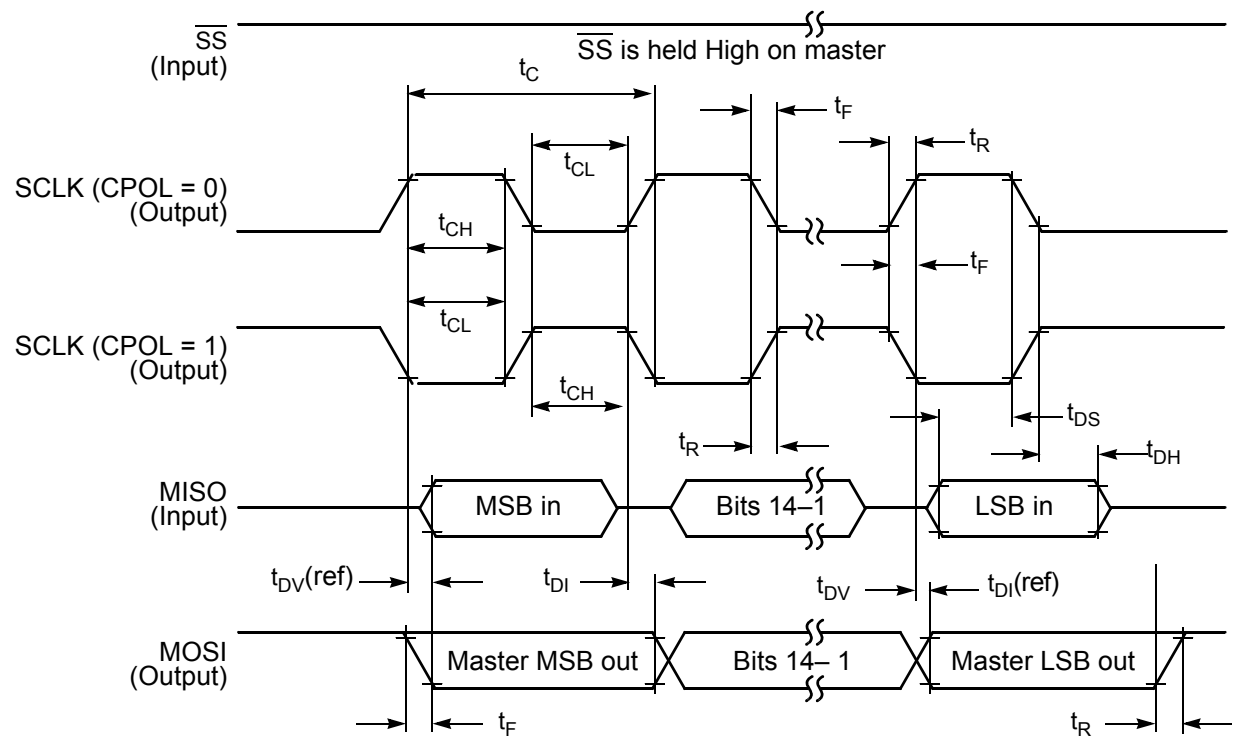 SS
(Input)
SS is held High on master
tC
tF
tR
tCL
SCLK (CPOL = 0)
(Output)
tCH
tF
tCL
SCLK (CPOL = 1)
(Output)
tCH
tDS
tR
tDH
MISO
(Input)
MSB in
Bits 14–1
LSB in
tDV(ref)
tDI
tDV
tDI(ref)
MOSI
(Output)
Master MSB out
Bits 14– 1
Master LSB out
tF
tR